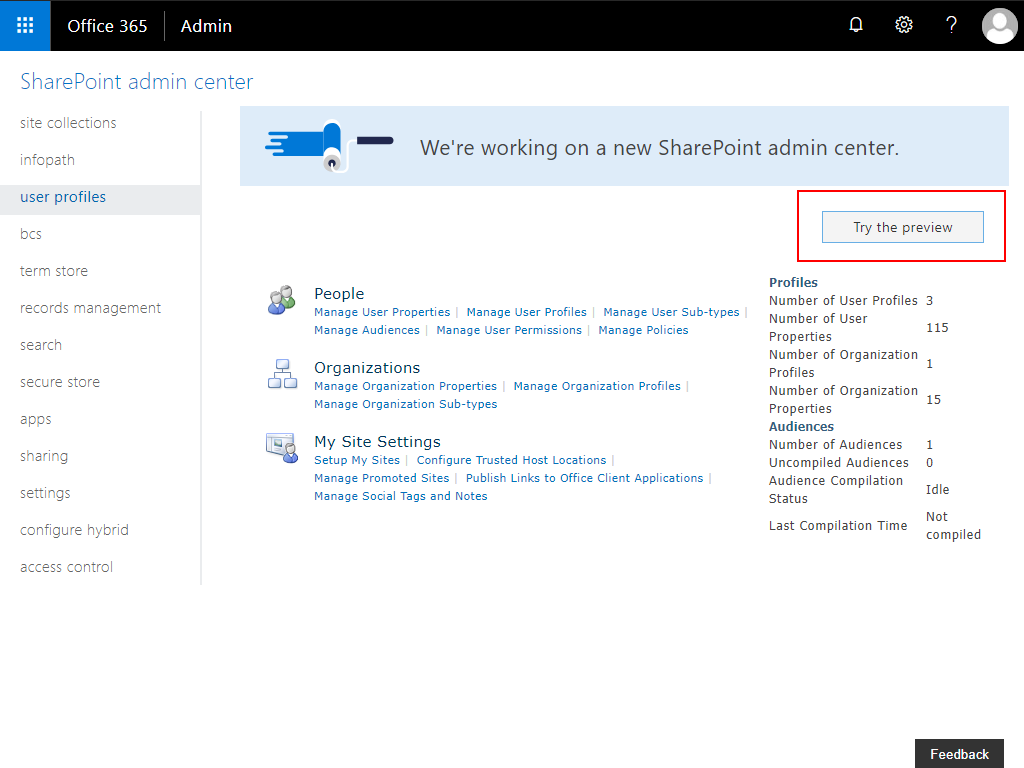 Office 365 Admin ?
SharePoint admin center
site collections
infopath
user profiles
bcs
term store
records management
search
secure store
apps
sharing
settings
configure hybrid
access control
We're working on a new SharePoint admin center.
Try the preview
People
Manage User Properties | Manage User Profiles | Manage User Sub-types |
Manage Audiences | Manage User Permissions | Manage Policies
Organizations
Manage Organization Properties | Manage Organization Profiles |
Manage Organization Sub-types
My Site Settings
Setup My Sites | Configure Trusted Host Locations |
Manage Promoted Sites | Publish Links to Office Client Applications |
Manage Social Tags and Notes
Profiles
Number of User Profiles 3
Number of User
Properties 115
Number of Organization
Profiles 1
Number of Organization
Properties 15
Audiences
Number of Audiences 1
Uncompiled Audiences 0
Audience Compilation
Status Idle
Last Compilation Time Not
compiled
Feedback